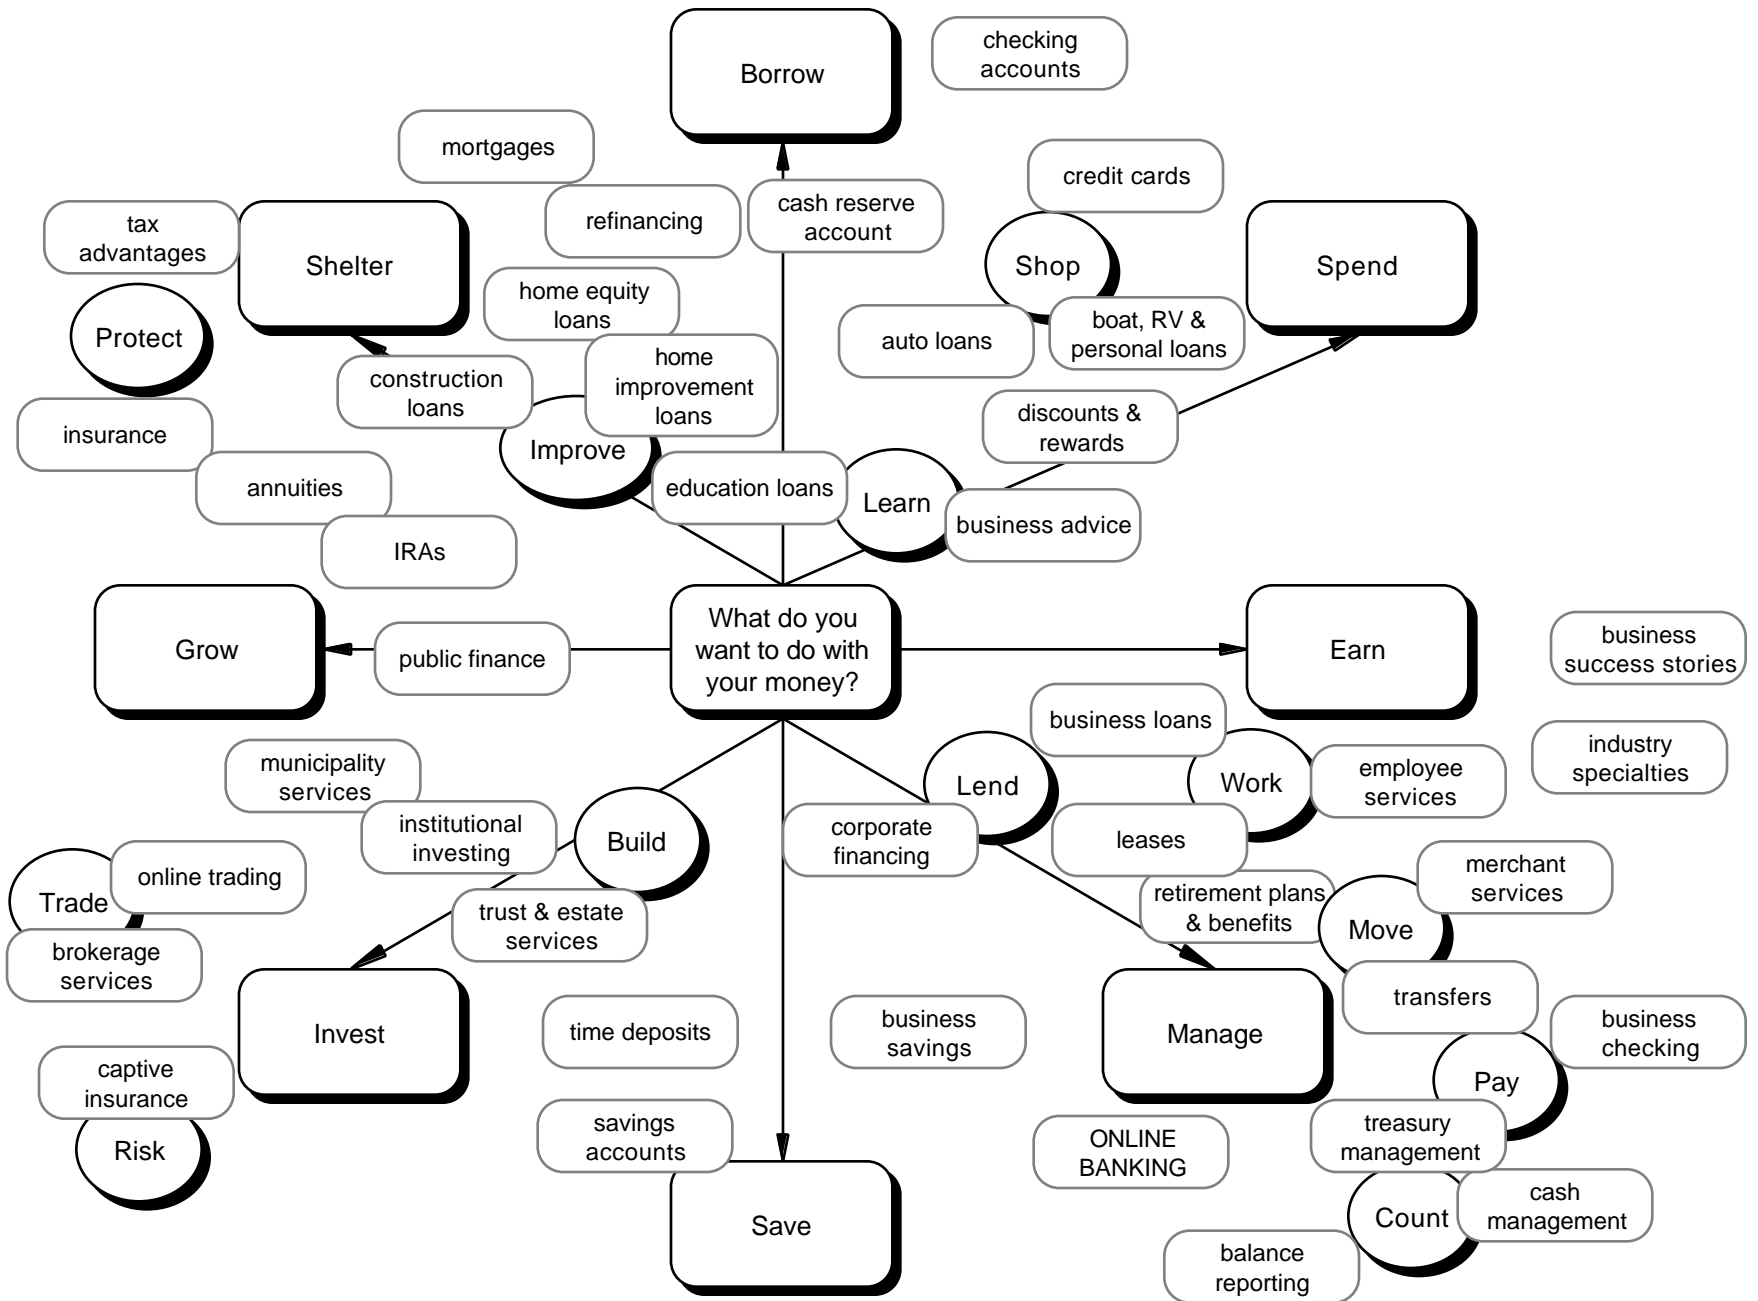 Borrow
checking
accounts
mortgages
credit cards
refinancing
cash reserve
account
tax
advantages
Shelter
Shop
Spend
Protect
home equity
loans
auto loans
boat, RV &
personal loans
construction
loans
home
improvement
loans
discounts &
rewards
insurance
Improve
annuities
education loans
Learn
business advice
IRAs
Grow
public finance
What do you
want to do with
your money?
Earn
business
success stories
business loans
municipality
services
Lend
Work
employee
services
industry
specialties
institutional
investing
Build
corporate
financing
leases
Trade
online trading
merchant
services
trust & estate
services
retirement plans
& benefits
Move
brokerage
services
transfers
Invest
time deposits
business
savings
Manage
business
checking
captive
insurance
Pay
Risk
savings
accounts
ONLINE
BANKING
treasury
management
Save
Count
cash
management
balance
reporting